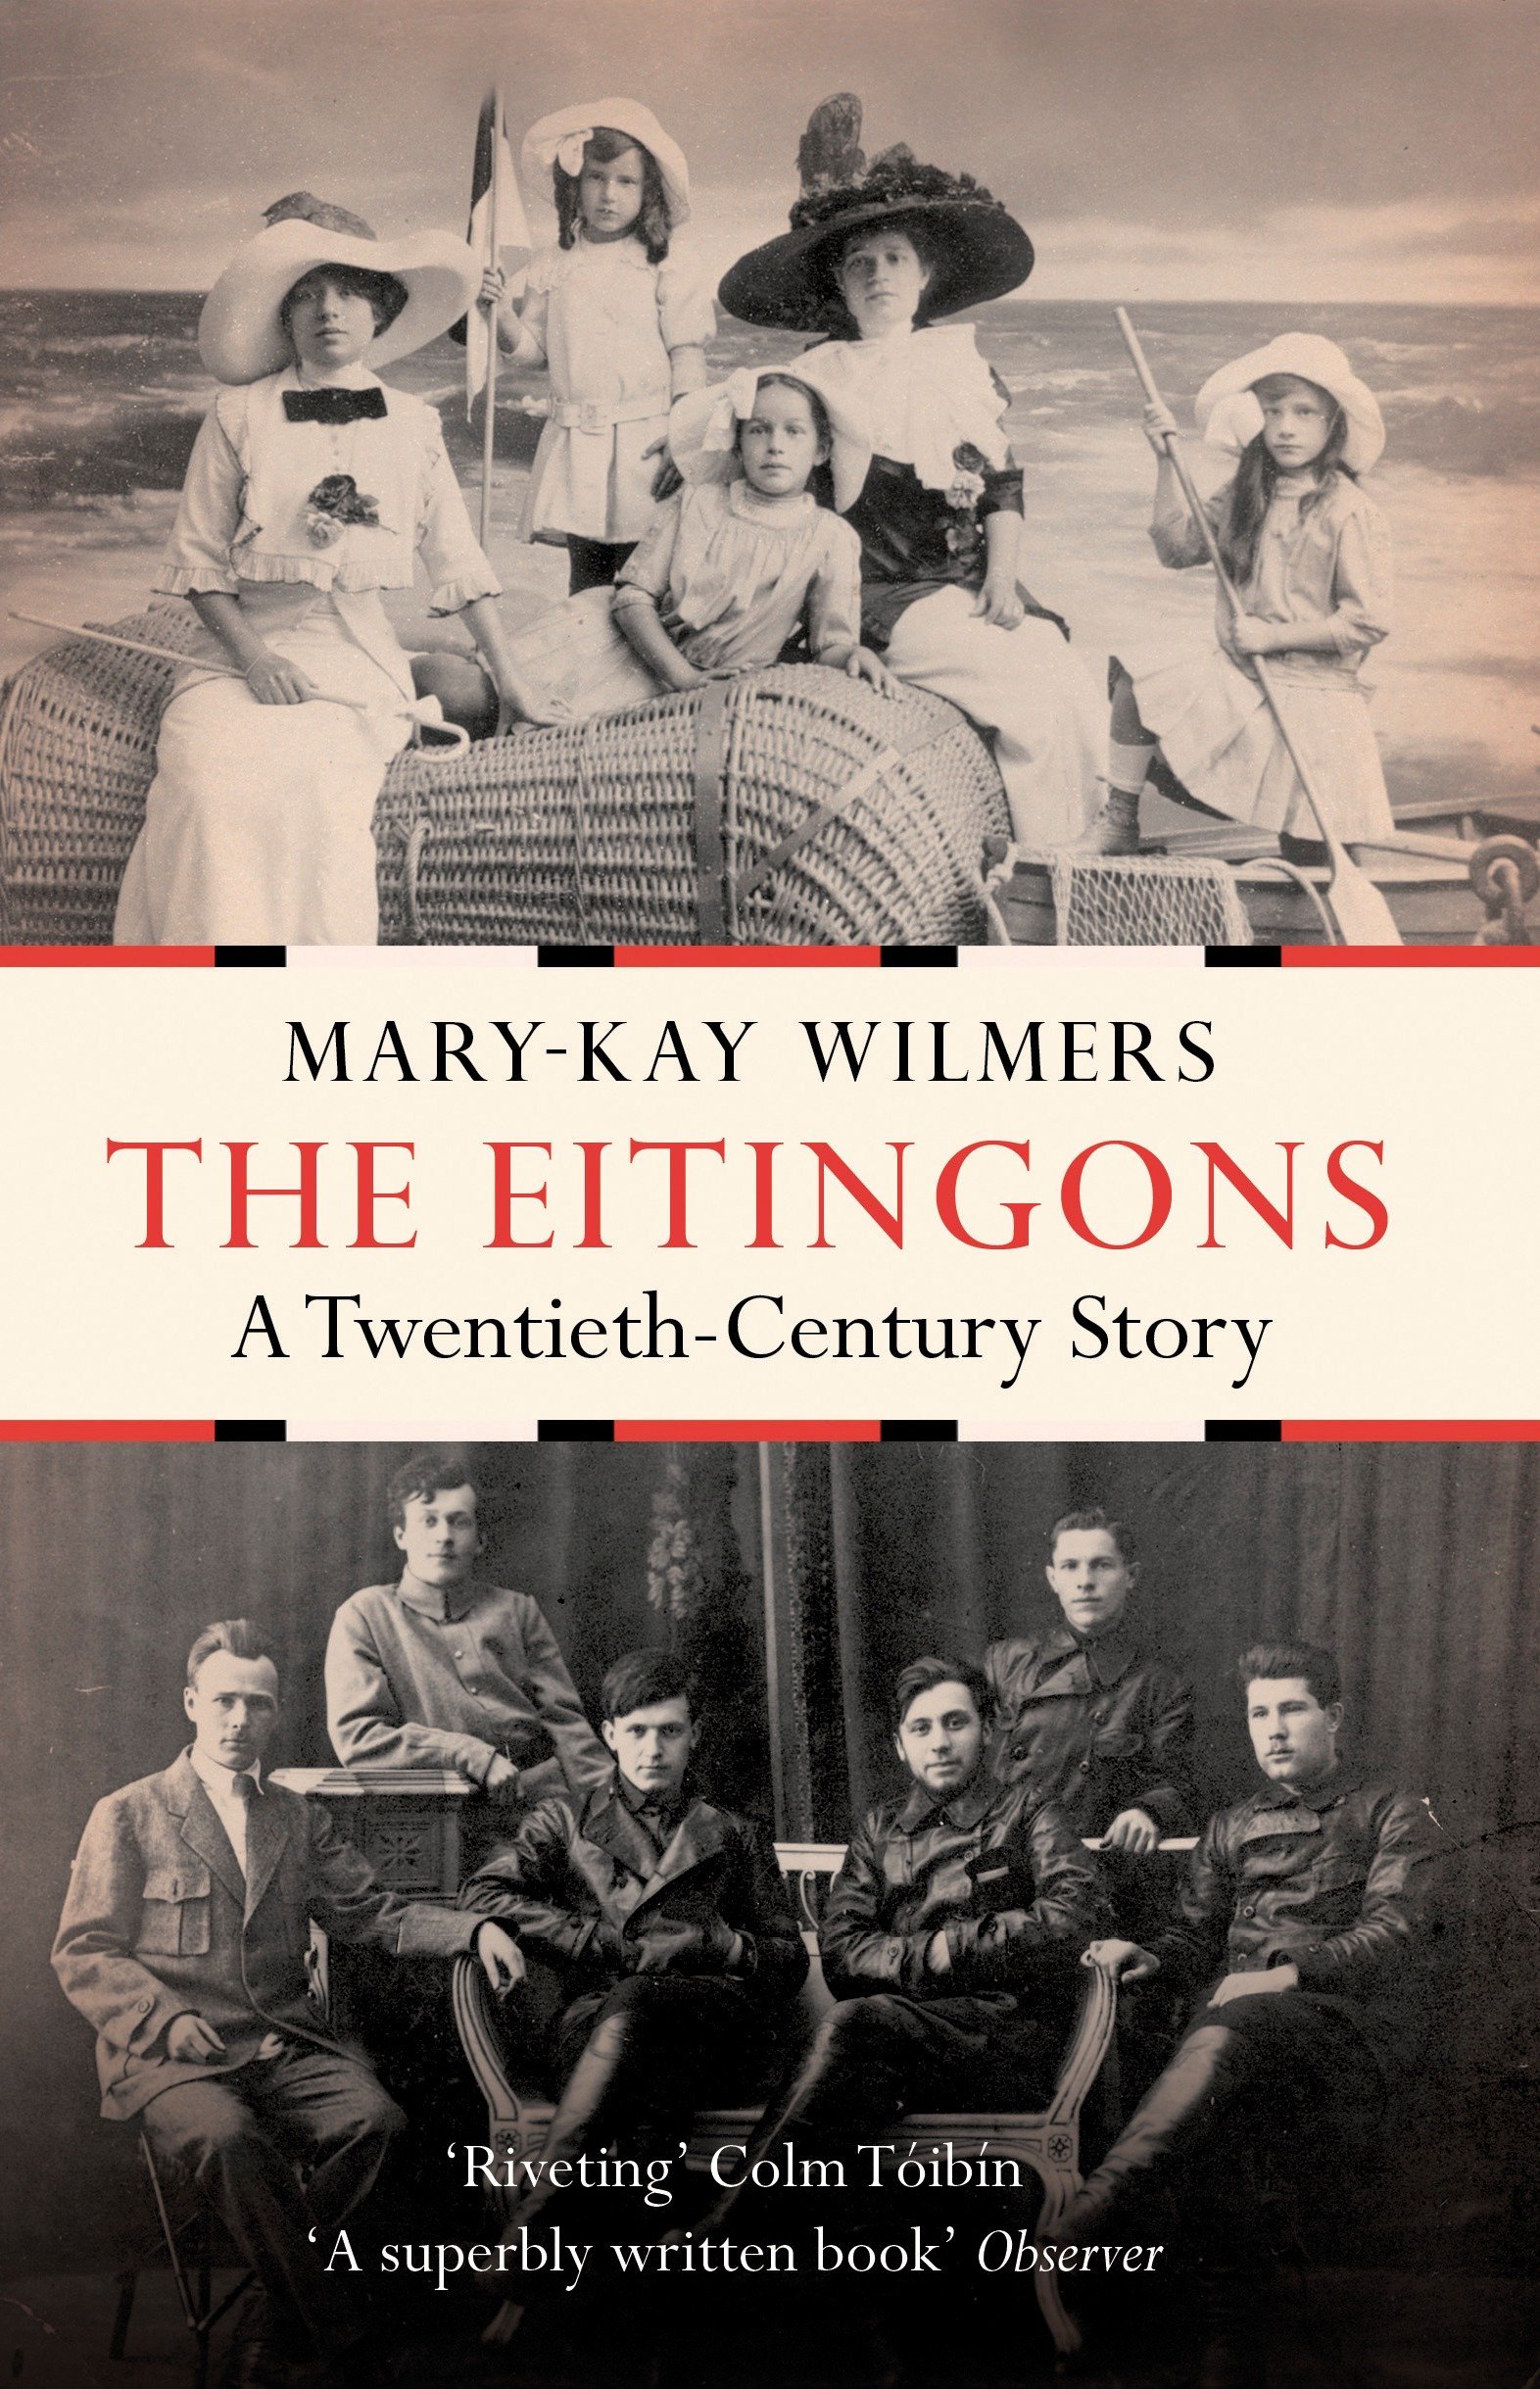 MARY-KAY WILMERS
THE EITINGONS
A Twentieth-Century Story
‘Riveting’ Colm Tóibín
‘A superbly written book’ Observer